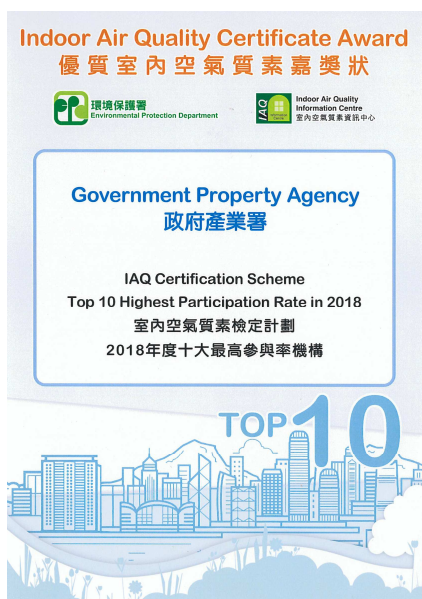 Indoor Air Quality Certificate Award
優質室內空氣質素嘉獎狀
環境保護署
Environmental Protection Department
IAQ
Indoor Air Quality
Information Centre
室內空氣質素資訊中心
Government Property Agency
政府產業署
IAQ Certification Scheme
Top 10 Highest Participation Rate in 2018
室內空氣質素檢定計劃
2018年度十大最高參與率機構
TOP 10